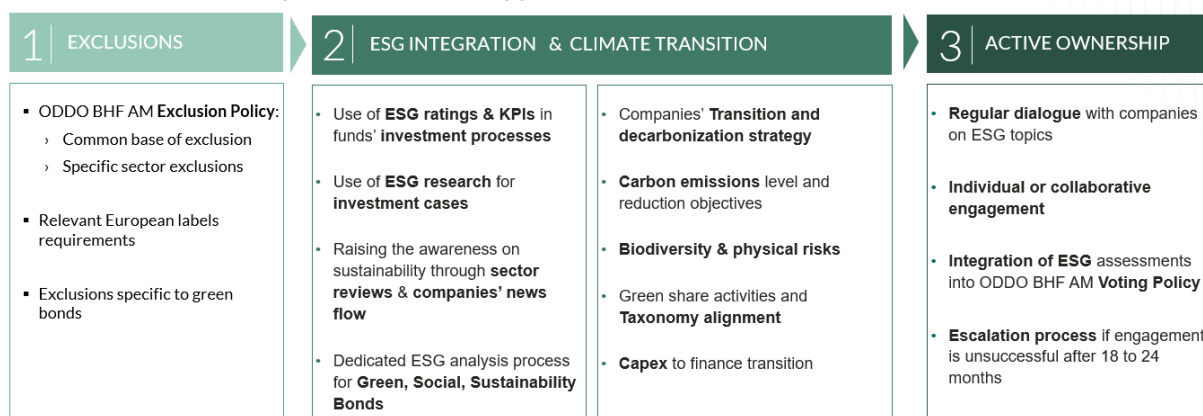 1 EXCLUSIONS
ODDO BHF AM Exclusion Policy:
Common base of exclusion
Specific sector exclusions
Relevant European labels
requirements
Exclusions specific to green
bonds
2 ESG INTEGRATION & CLIMATE TRANSITION
Use of ESG ratings & KPIs in
funds' investment processes
Use of ESG research for
investment cases
Raising the awareness on
sustainability through sector
reviews & companies' news
flow
Dedicated ESG analysis process
for Green, Social, Sustainability
Bonds
Companies' Transition and
decarbonization strategy
Carbon emissions level and
reduction objectives
Biodiversity & physical risks
Green share activities and
Taxonomy alignment
Capex to finance transition
3 ACTIVE OWNERSHIP
Regular dialogue with companies
on ESG topics
Individual or collaborative
engagement
Integration of ESG assessments
into ODDO BHF AM Voting Policy
Escalation process if engagement
is unsuccessful after 18 to 24
months